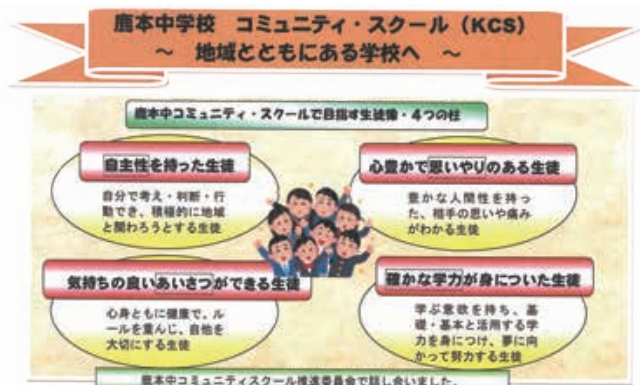 鹿本中学校 コミュニティ・スクール（KCS）
～ 地域とともにある学校へ ～
鹿本中コミュニティ・スクールで目指す生徒像・4つの柱
自主性を持った生徒
自分で考え・判断・行
動でき、積極的に地域
と関わろうとする生徒
心豊かで思いやりのある生徒
豊かな人間性を持っ
た、相手の思いや痛み
がわかる生徒
気持ちの良いあいさつができる生徒
心身ともに健康で、ル
ールを重んじ、自他を
大切にする生徒
確かな学力が身についた生徒
学ぶ意欲を持ち、基
礎・基本と活用する学
力を身につけ、夢に向
かって努力する生徒
鹿本中コミュニティスクール推進委員会で話し合いました。